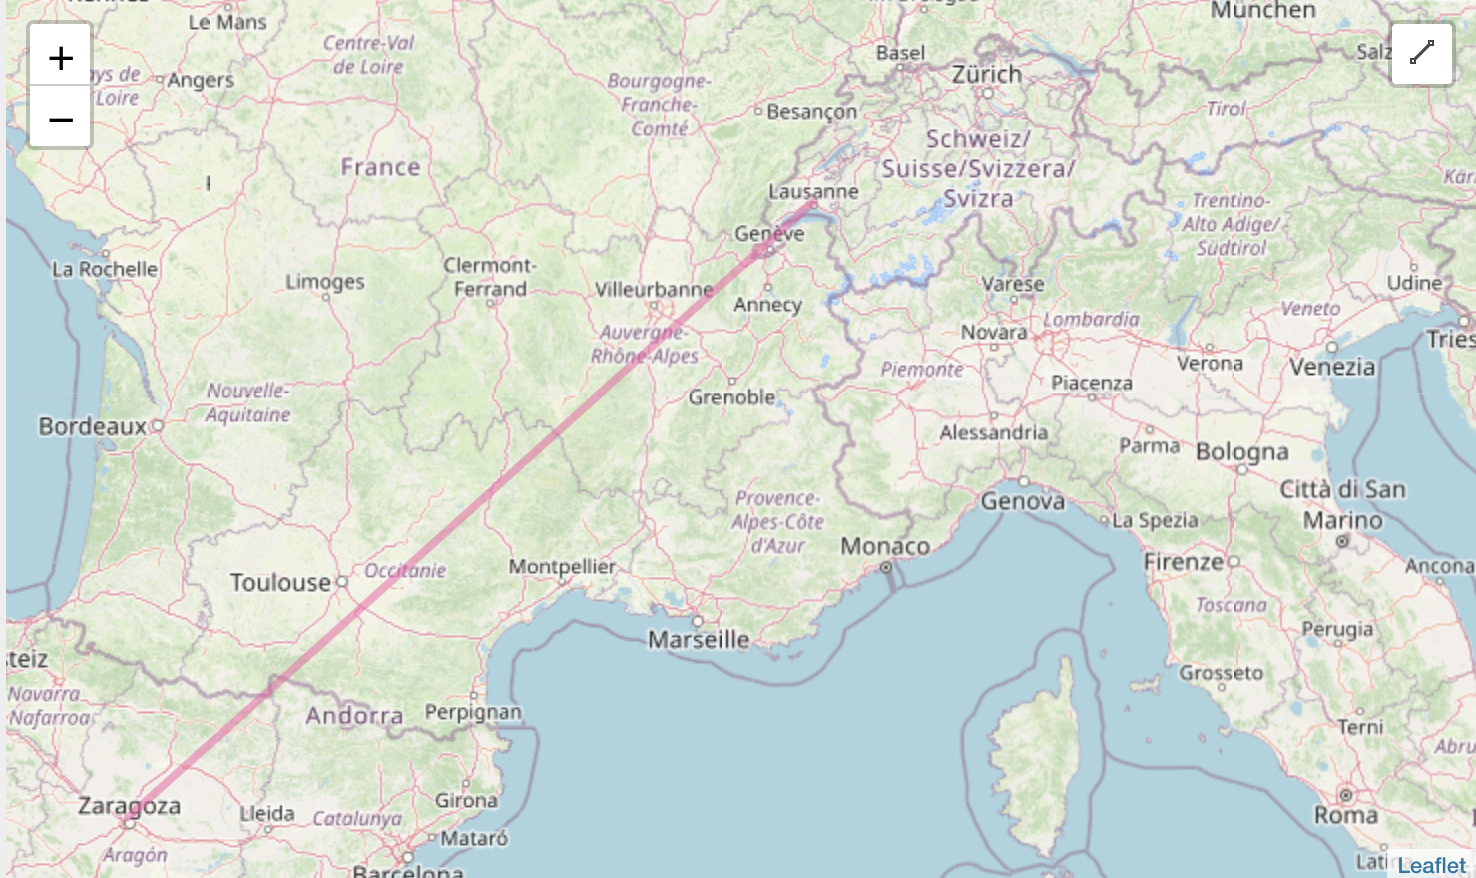 Le Mans
München
Centre-Val
de Loire
Basel
Salz
+
ays de
Loire
Angers
Zürich
Bourgogne-
Franche-
Comté
Besançon
Tirol
−
Schweiz/
Suisse/Svizzera/
Svizra
France
Kär
Lausanne
Trentino-
Alto Adige/
Südtirol
Genève
La Rochelle
Limoges
Clermont-
Ferrand
Villeurbanne
Annecy
Varese
Udine
Veneto
Auvergne-
Rhône-Alpes
Novara
Lombardia
Tries
Piemonte
Verona
Venezia
Nouvelle-
Aquitaine
Grenoble
Piacenza
Bordeaux
Alessandria
Parma
Bologna
Provence-
Alpes-Côte
d'Azur
Genova
Città di San
Marino
La Spezia
Monaco
Firenze
Ancona
Toulouse
Occitanie
Montpellier
Toscana
Marseille
Perugia
steiz
Grosseto
Navarra
Nafarroa
Andorra
Perpignan
Terni
Abru
Zaragoza
Lleida
Catalunya
Girona
Mataró
Roma
Aragón
Barcelona
Latina
Leaflet